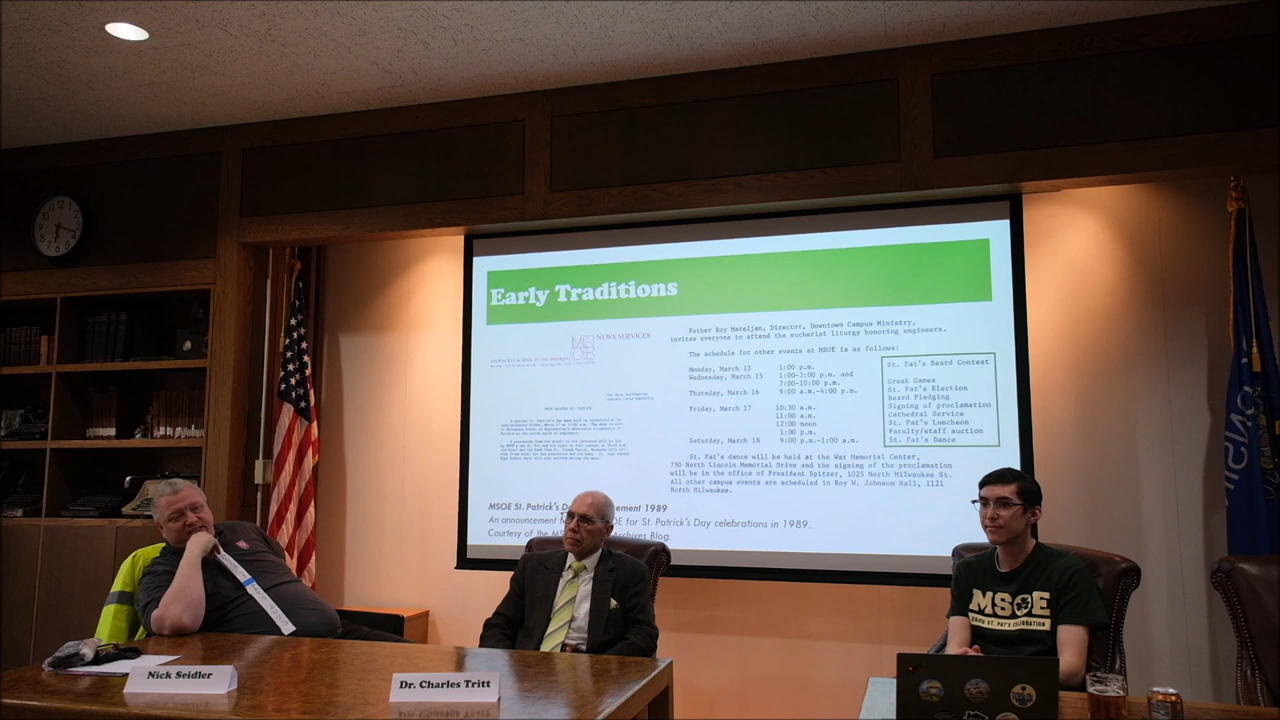 Early Traditions
NEWS SERVICES
Father Roy Mateljan, Director, Downtown Campus Ministry,
invites everyone to attend the eucharist liturgy honoring engineers.
The schedule for other events at MSOE is as follows:
Monday, March 13 1:00 p.m.
Wednesday, March 15 1:00-3:00 p.m. and
7:00-10:00 p.m.
Thursday, March 16 9:00 a.m.-4:00 p.m.
Friday, March 17 10:30 a.m.
11:00 a.m.
12:00 noon
1:00 p.m.
Saturday, March 18 9:00 p.m.-1:00 a.m.
St. Pat's Beard Contest
Greek Games
St. Pat's Election
Beard Pledging
Signing of proclamation
Cathedral Service
St. Pat's Luncheon
Faculty/staff auction
St. Pat's Dance
St. Pat's dance will be held at the War Memorial Center,
750 North Lincoln Memorial Drive and the signing of the proclamation
will be in the office of President Spitzer, 1025 North Milwaukee St.
All other campus events are scheduled in Roy W. Johnson Hall, 1121
North Milwaukee.
MSOE St. Patrick's ement 1989
An announcement OE for St. Patrick's Day celebrations in 1989.
Courtesy of the Archives Blog.
MSOE
2020 ST. PAT'S CELEBRATION
Nick Seidler
Dr. Charles Tritt